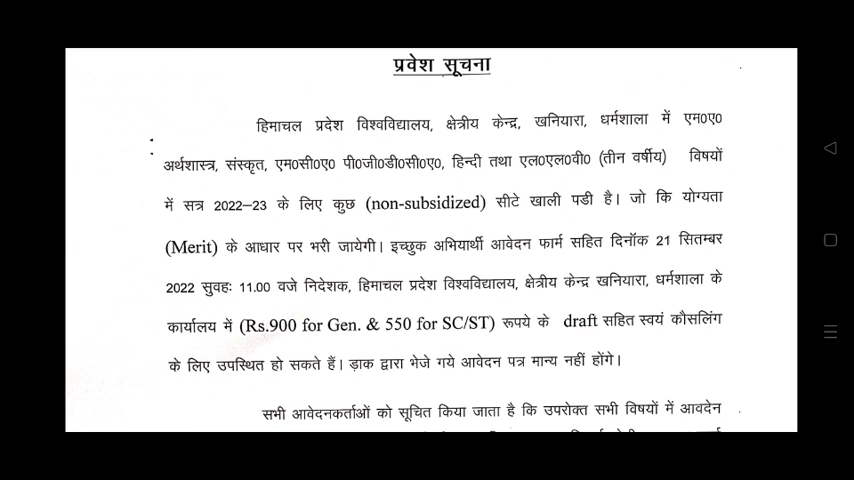 प्रवेश सूचना
हिमाचल प्रदेश विश्वविद्यालय, क्षेत्रीय केन्द्र, खनियारा, धर्मशाला में एम0ए0
अर्थशास्त्र, संस्कृत, एम0सी0ए0 पी0जी0डी0सी0ए0, हिन्दी तथा एल0एल0वी0 (तीन वर्षीय) विषयों
में सत्र 2022–23 के लिए कुछ (non-subsidized) सीटे खाली पडी है। जो कि योग्यता
(Merit) के आधार पर भरी जायेगी। इच्छुक अभियार्थी आवेदन फार्म सहित दिनॉक 21 सितम्बर
2022 सुवहः 11.00 वजे निदेशक, हिमाचल प्रदेश विश्वविद्यालय, क्षेत्रीय केन्द्र खनियारा, धर्मशाला के
कार्यालय में (Rs.900 for Gen. & 550 for SC/ST) रूपये के draft सहित स्वयं कौसलिंग
के लिए उपस्थित हो सकते हैं। ड़ाक द्वारा भेजे गये आवेदन पत्र मान्य नहीं होंगे।
सभी आवेदनकर्ताओं को सूचित किया जाता है कि उपरोक्त सभी विषयों में आवदेन